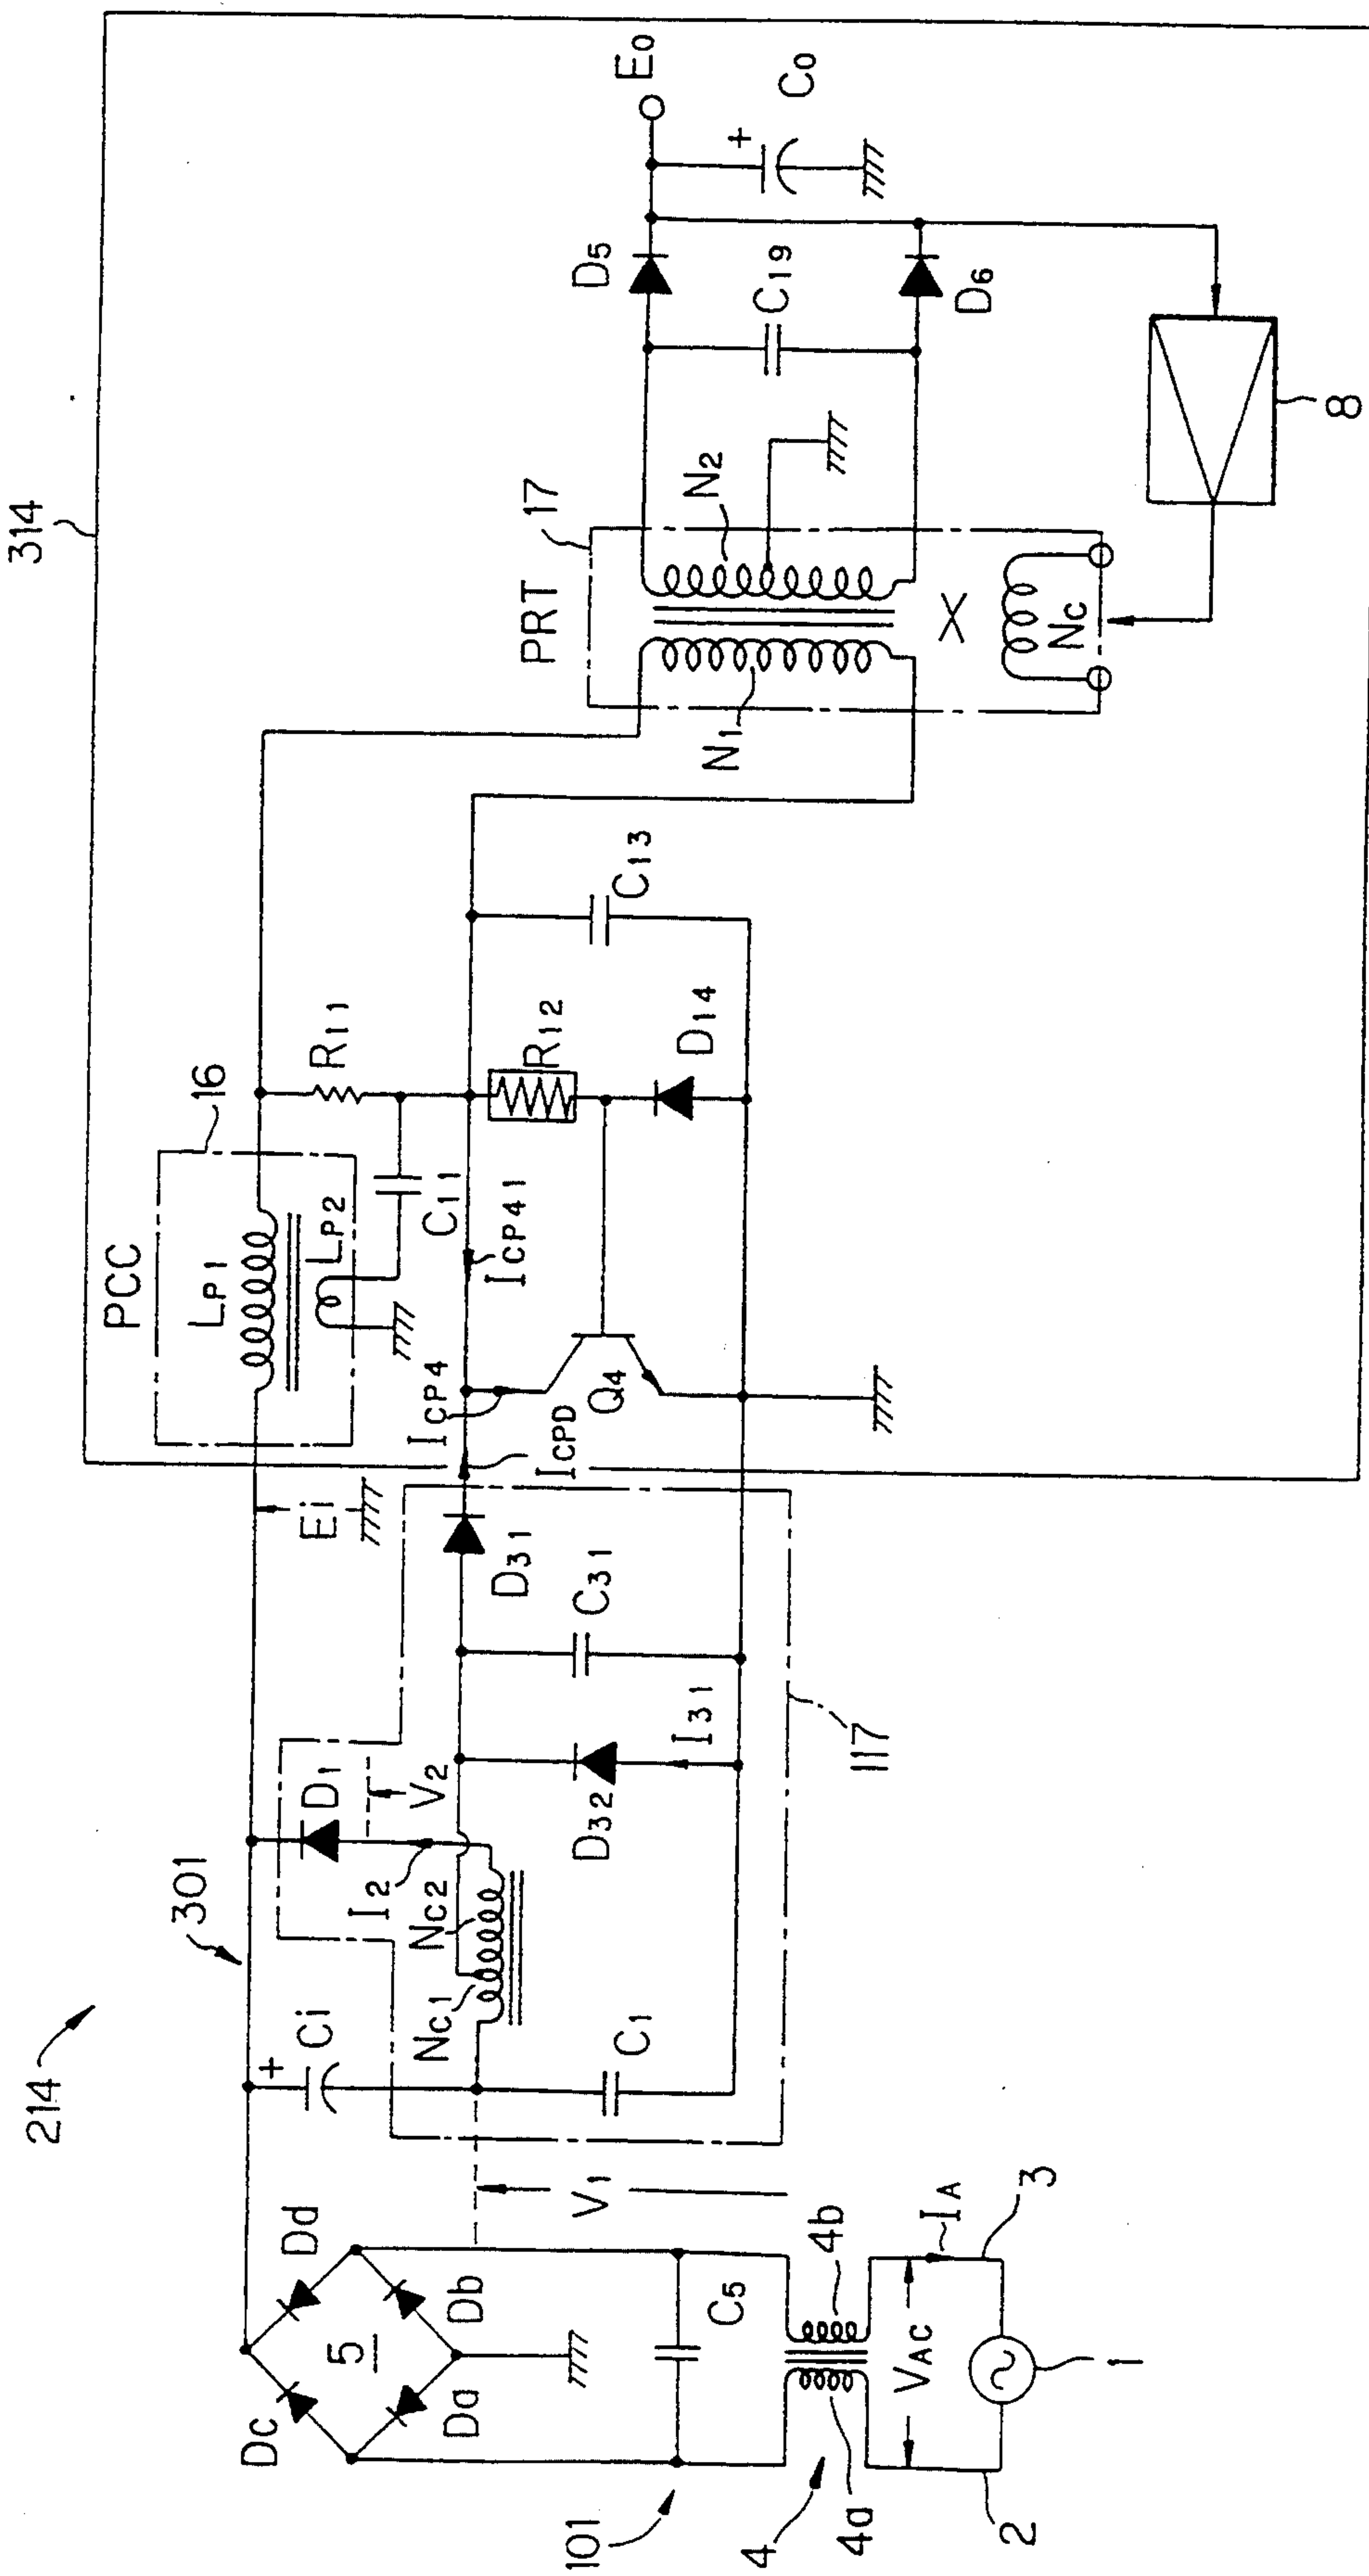 214
314
301
101
Dc
Dd
5
Da
Db
C5
4
4a
4b
VAC
IA
2
3
1
V1
+
Ci
NC1
NC2
I2
V2
D1
C1
D32
I31
C31
D31
117
Ei
PCC
16
LP1
LP2
ICPD
ICP4
ICP41
Q4
C11
R11
R12
D14
C13
PRT
17
N1
N2
NC
D5
C19
D6
+
C0
E0
8